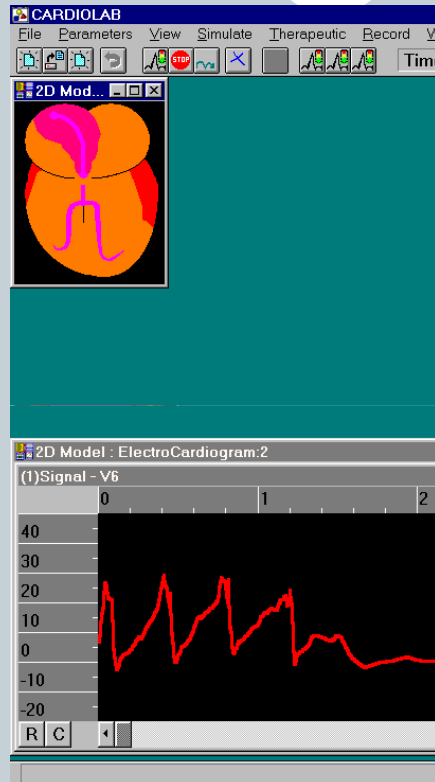 CARDIOLAB
File Parameters View Simulate Therapeutic Record
STOP
2D Mod...
2D Model : ElectroCardiogram:2
(1)Signal - V6
0 1 2
40
30
20
10
0
-10
-20
R C